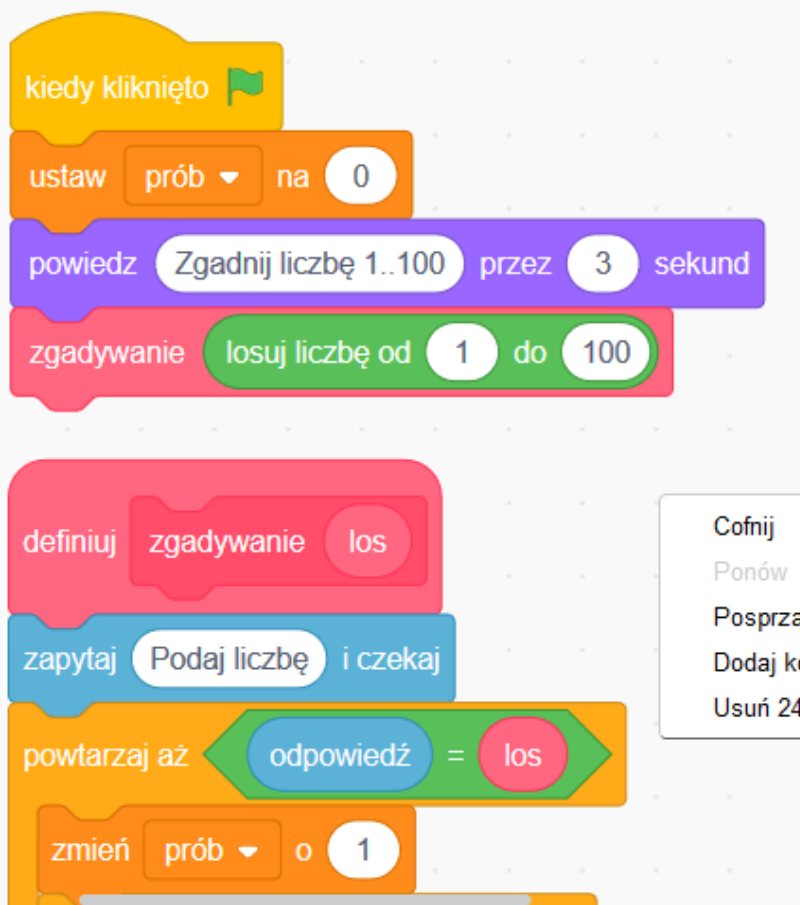 kiedy kliknięto
ustaw prób na 0
powiedz Zgadnij liczbę 1..100 przez 3 sekund
zgadywanie losuj liczbę od 1 do 100
definiuj zgadywanie los
zapytaj Podaj liczbę i czekaj
powtarzaj aż odpowiedź = los
zmień prób o 1
Cofnij
Ponów
Posprzą
Dodaj k
Usuń 24